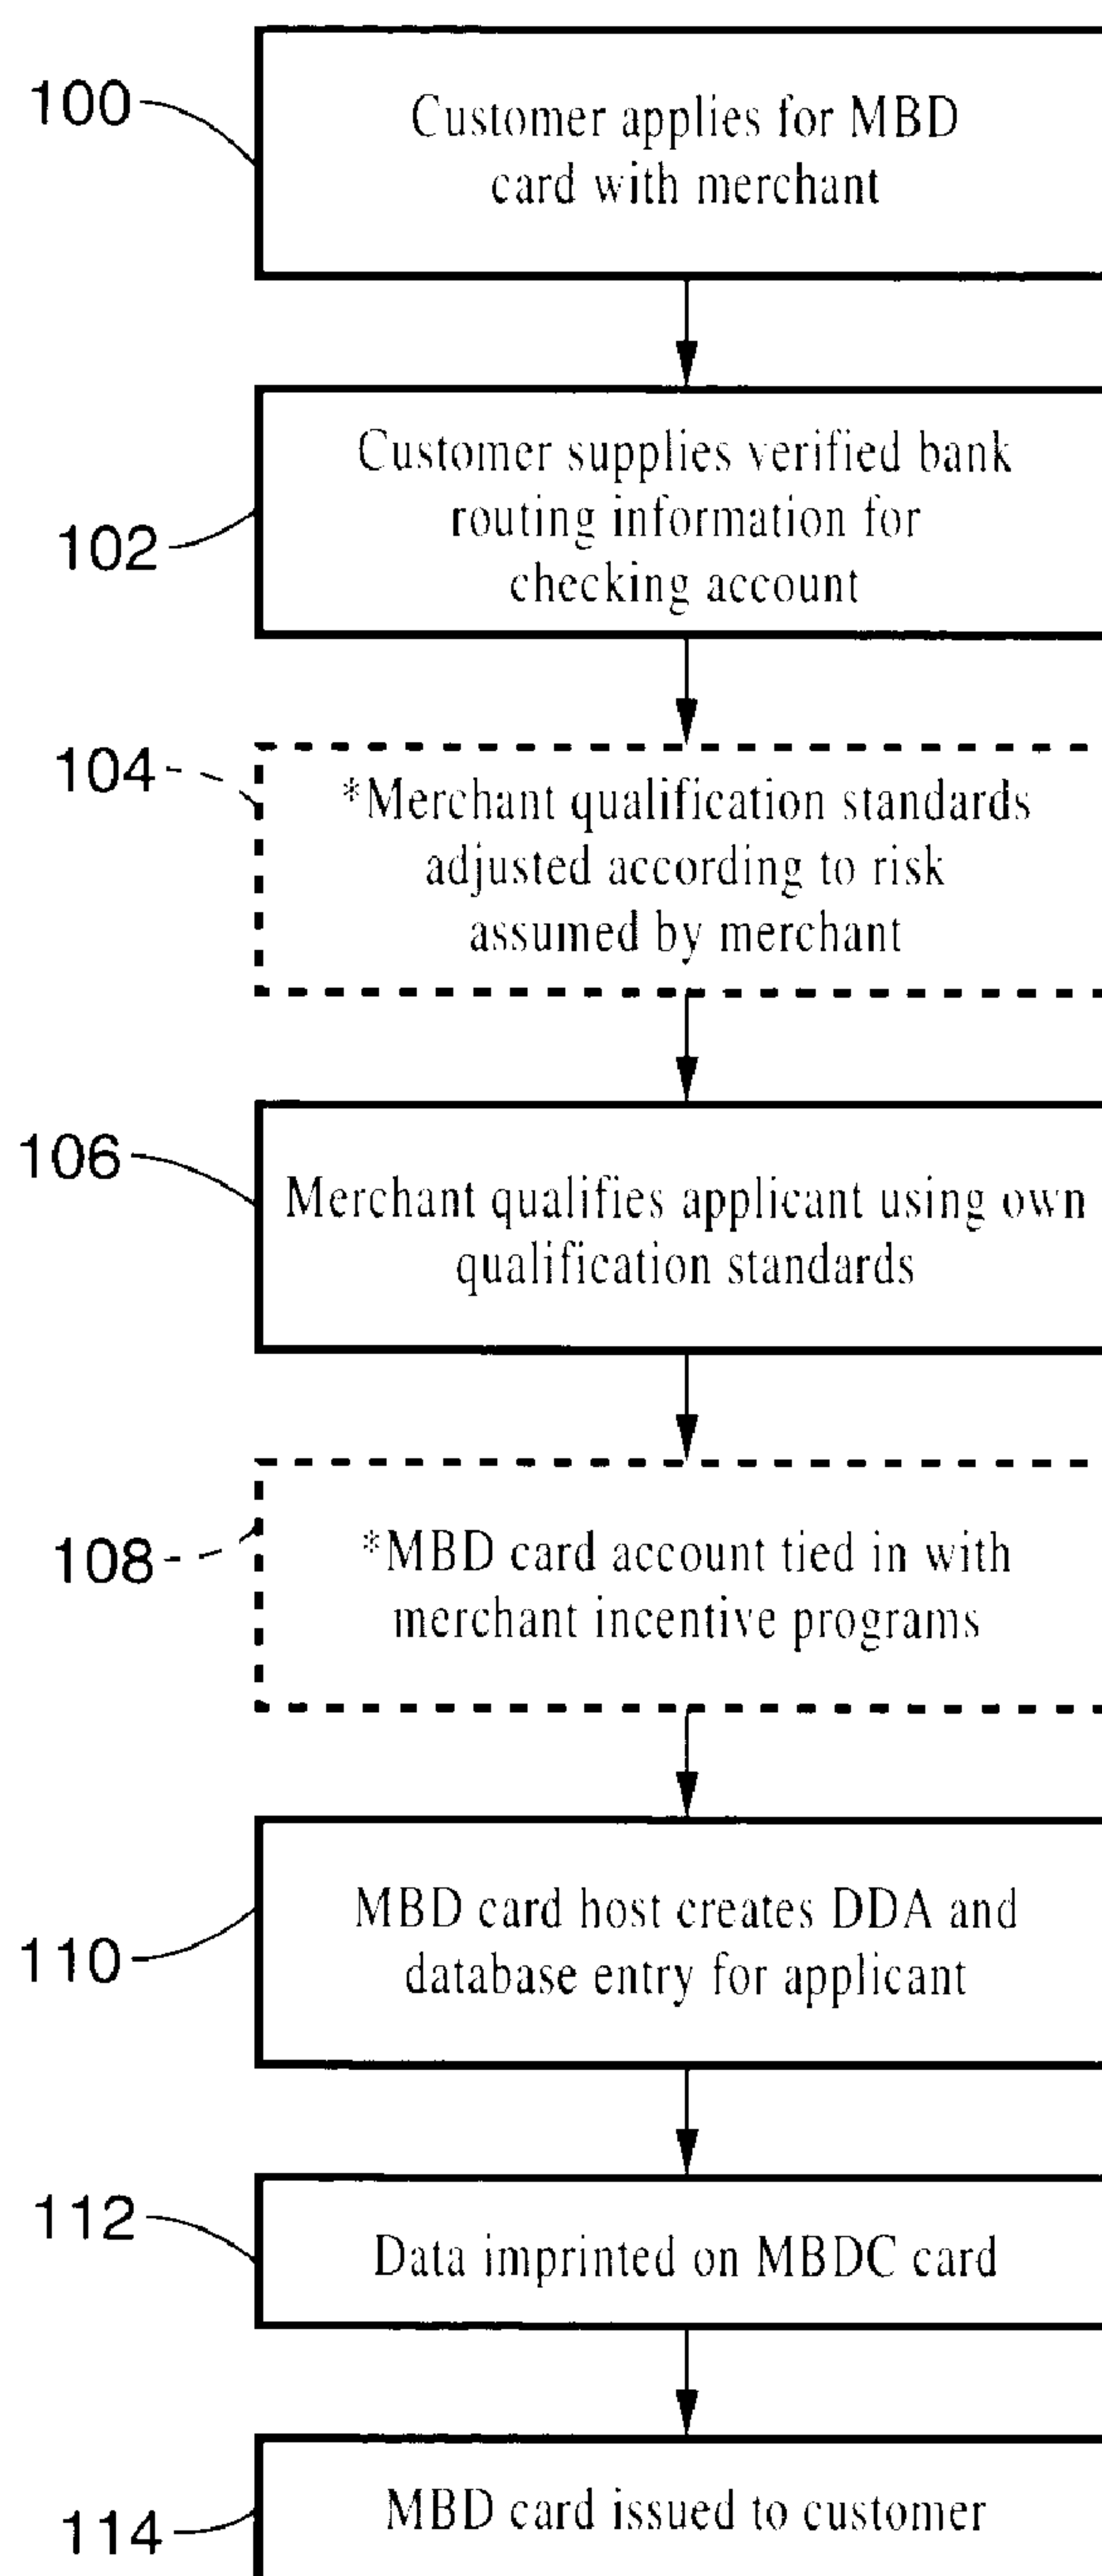 100
Customer applies for MBD
card with merchant
102
Customer supplies verified bank
routing information for
checking account
104
*Merchant qualification standards
adjusted according to risk
assumed by merchant
106
Merchant qualifies applicant using own
qualification standards
108
*MBD card account tied in with
merchant incentive programs
110
MBD card host creates DDA and
database entry for applicant
112
Data imprinted on MBDC card
114
MBD card issued to customer